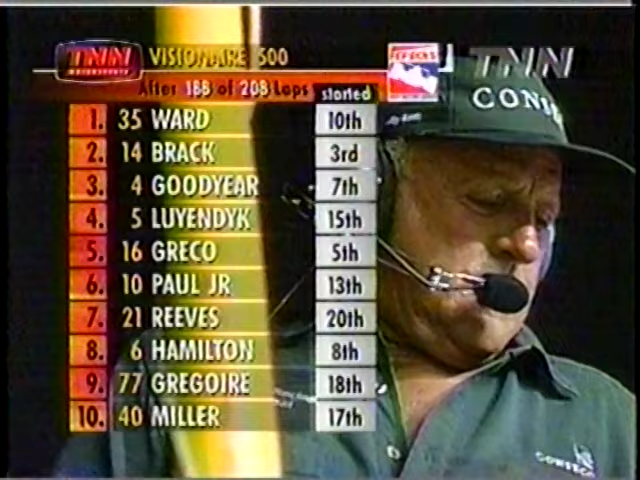 TNN VISIONAIRE 500
TNN
After 188 of 208 Laps started
1. 35 WARD 10th
2. 14 BRACK 3rd
3. 4 GOODYEAR 7th
4. 5 LUYENDYK 15th
5. 16 GRECO 5th
6. 10 PAUL JR 13th
7. 21 REEVES 20th
8. 6 HAMILTON 8th
9. 77 GREGOIRE 18th
10. 40 MILLER 17th
CONSECO